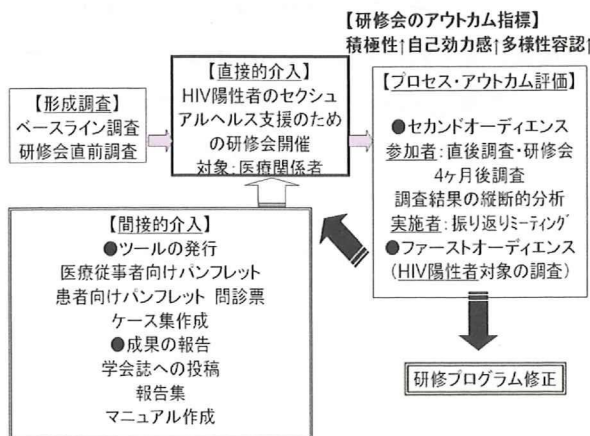 【研修会のアウトカム指標】
積極性↑自己効力感↑多様性容認↑
【形成調査】
ベースライン調査
研修会直前調査
【直接的介入】
HIV陽性者のセクシュ
アルヘルス支援のため
の研修会開催
対象:医療関係者
【プロセス・アウトカム評価】
●セカンドオーディエンス
参加者:直後調査・研修会
4ヶ月後調査
調査結果の縦断的分析
実施者:振り返りミーティング
●ファーストオーディエンス
(HIV陽性者対象の調査)
【間接的介入】
●ツールの発行
医療従事者向けパンフレット
患者向けパンフレット 問診票
ケース集作成
●成果の報告
学会誌への投稿
報告集
マニュアル作成
研修プログラム修正